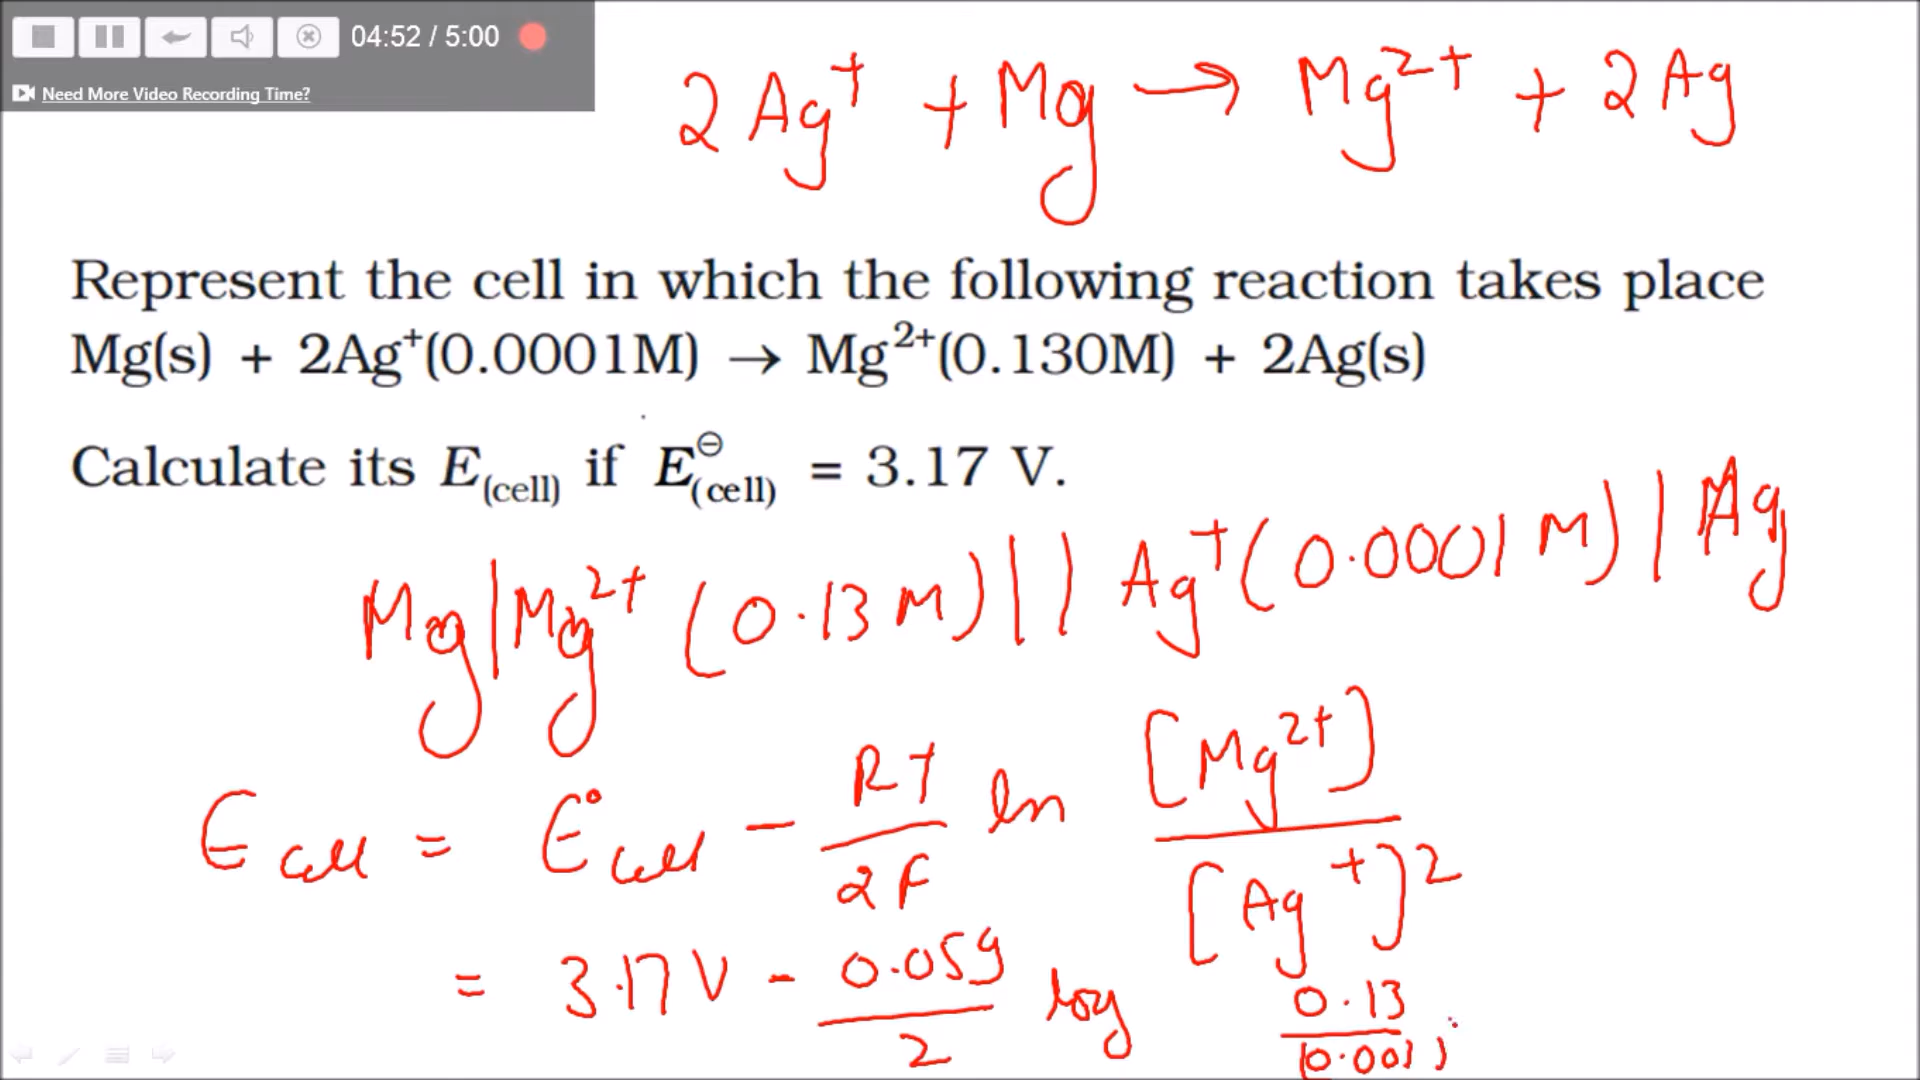 04:52 / 5:00
Need More Video Recording Time?
2Ag⁺ + Mg → Mg²⁺ + 2Ag
Represent the cell in which the following reaction takes place
Mg(s) + 2Ag⁺(0.0001M) → Mg²⁺(0.130M) + 2Ag(s)
Calculate its E(cell) if E⊖(cell) = 3.17 V.
Mg|Mg²⁺ (0.13 M)|| Ag⁺(0.0001 M)|Ag
E cell = E° cell − RT/2F ln [Mg²⁺]/[Ag⁺]²
= 3.17 V − 0.059/2 log 0.13/(0.001)